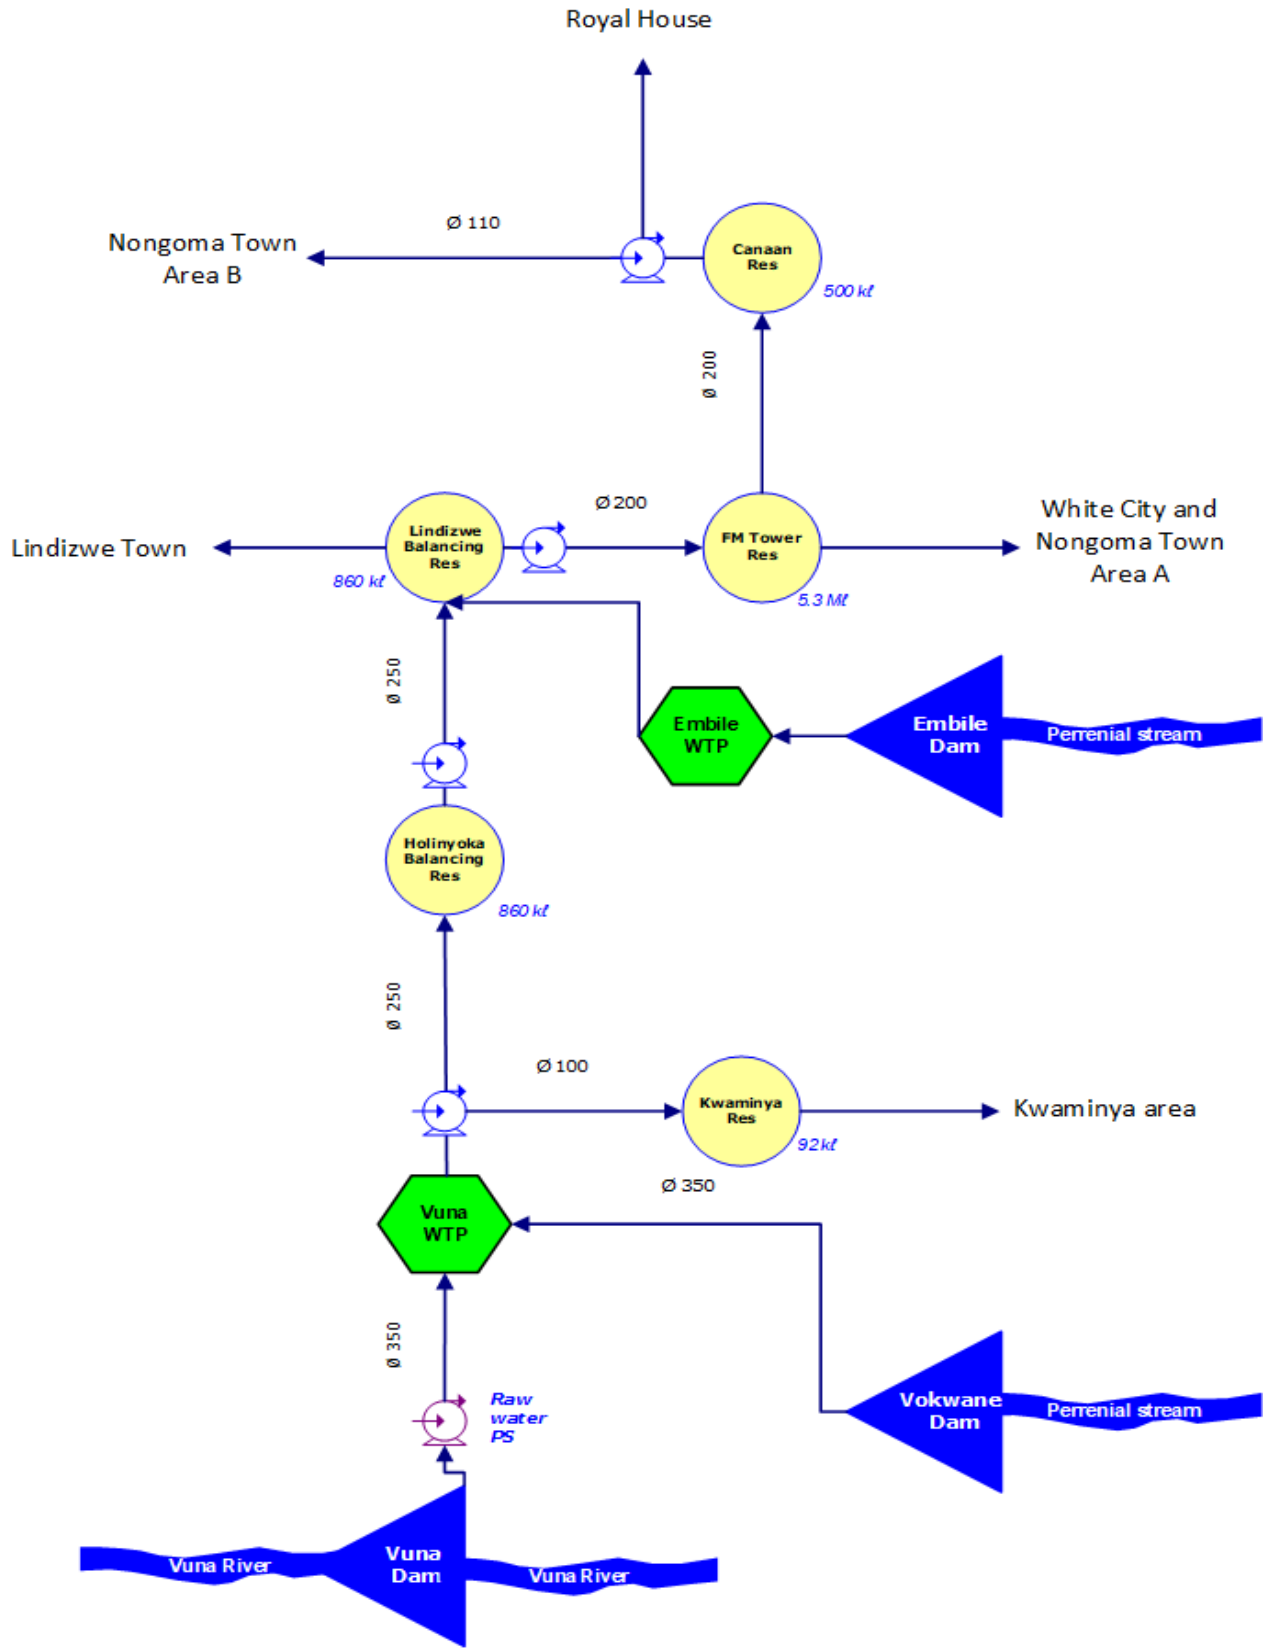 Royal House
Ø 110
Nongoma Town
Area B
Canaan
Res
500 kℓ
Ø 200
Ø 200
Lindizwe Town
Lindizwe
Balancing
Res
860 kℓ
FM Tower
Res
5.3 Mℓ
White City and
Nongoma Town
Area A
Ø 250
Embile
WTP
Embile
Dam
Perrenial stream
Holinyoka
Balancing
Res
860 kℓ
Ø 250
Ø 100
Kwaminya
Res
92 kℓ
Kwaminya area
Ø 350
Vuna
WTP
Ø 350
Raw
water
PS
Vokwane
Dam
Perrenial stream
Vuna River
Vuna
Dam
Vuna River